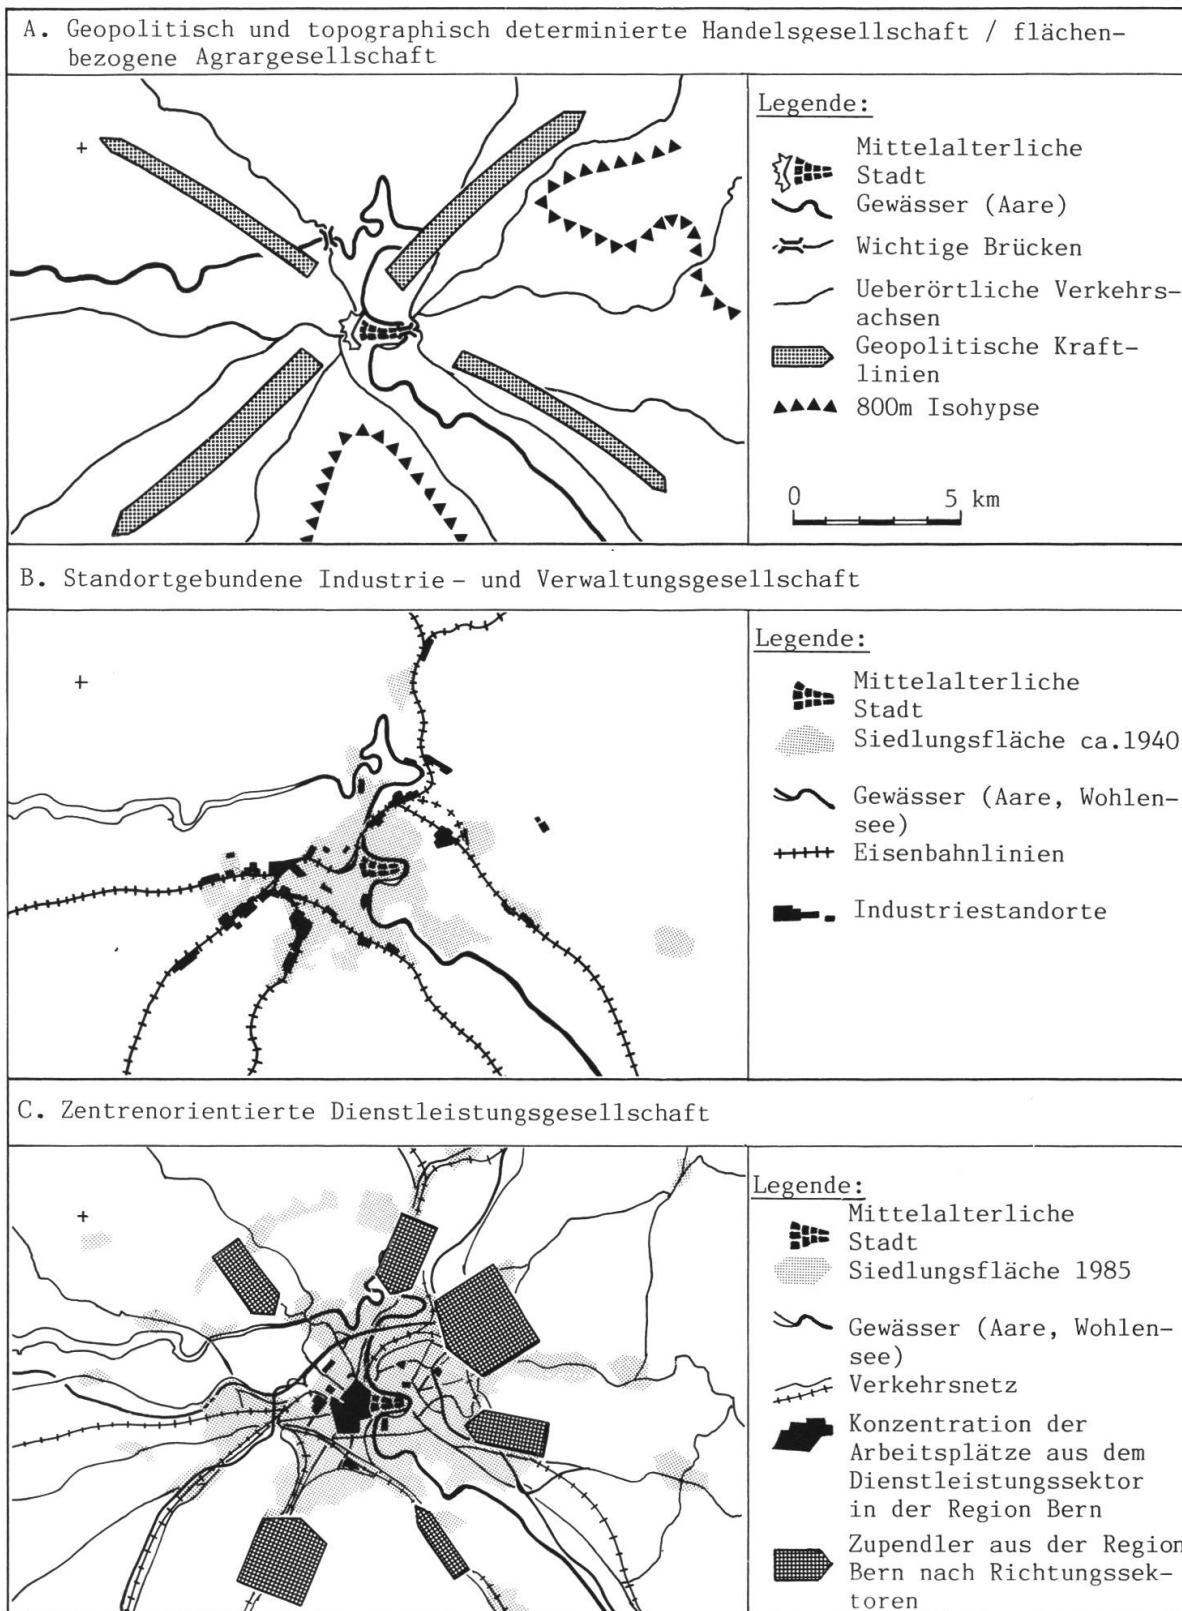 A. Geopolitisch und topographisch determinierte Handelsgesellschaft / flächen-
bezogene Agrargesellschaft
Legende:
Mittelalterliche
Stadt
Gewässer (Aare)
Wichtige Brücken
Ueberörtliche Verkehrs-
achsen
Geopolitische Kraft-
linien
800m Isohypse
0 5 km
B. Standortgebundene Industrie- und Verwaltungsgesellschaft
Legende:
Mittelalterliche
Stadt
Siedlungsfläche ca.1940
Gewässer (Aare, Wohlen-
see)
Eisenbahnlinien
Industriestandorte
C. Zentrenorientierte Dienstleistungsgesellschaft
Legende:
Mittelalterliche
Stadt
Siedlungsfläche 1985
Gewässer (Aare, Wohlen-
see)
Verkehrsnetz
Konzentration der
Arbeitsplätze aus dem
Dienstleistungssektor
in der Region Bern
Zupendler aus der Region
Bern nach Richtungssek-
toren